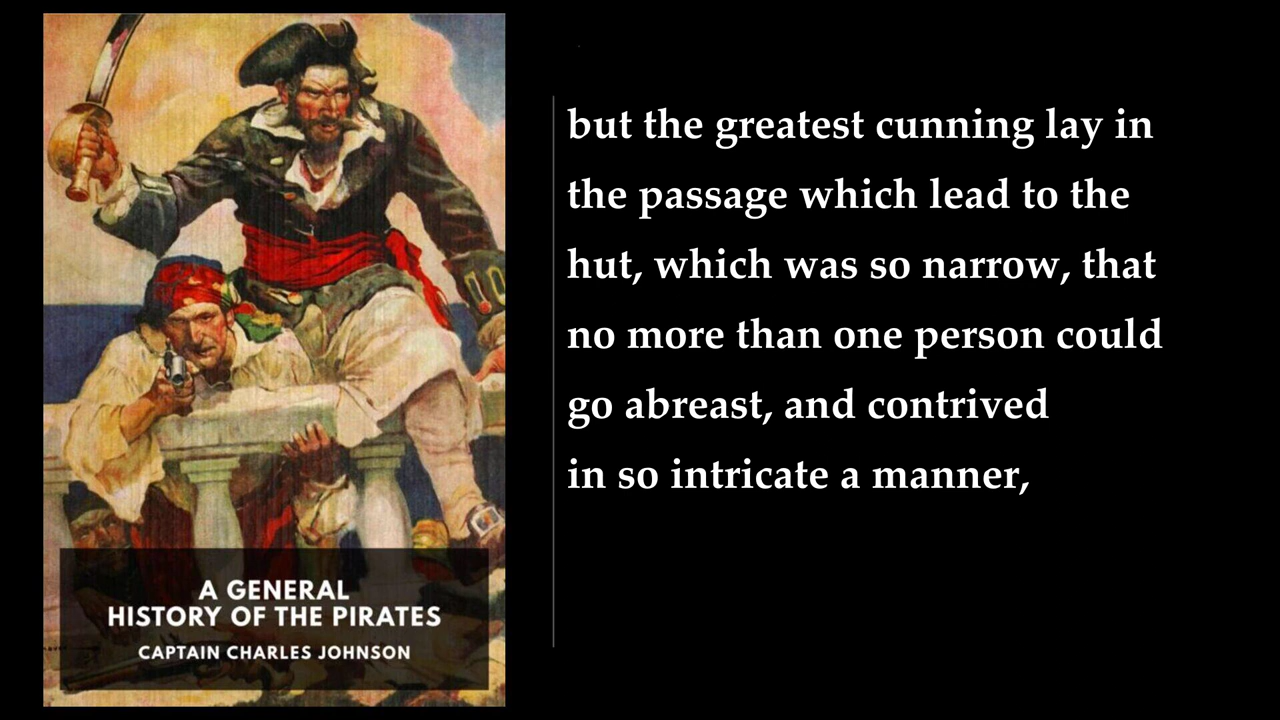 A GENERAL
HISTORY OF THE PIRATES
CAPTAIN CHARLES JOHNSON
but the greatest cunning lay in
the passage which lead to the
hut, which was so narrow, that
no more than one person could
go abreast, and contrived
in so intricate a manner,